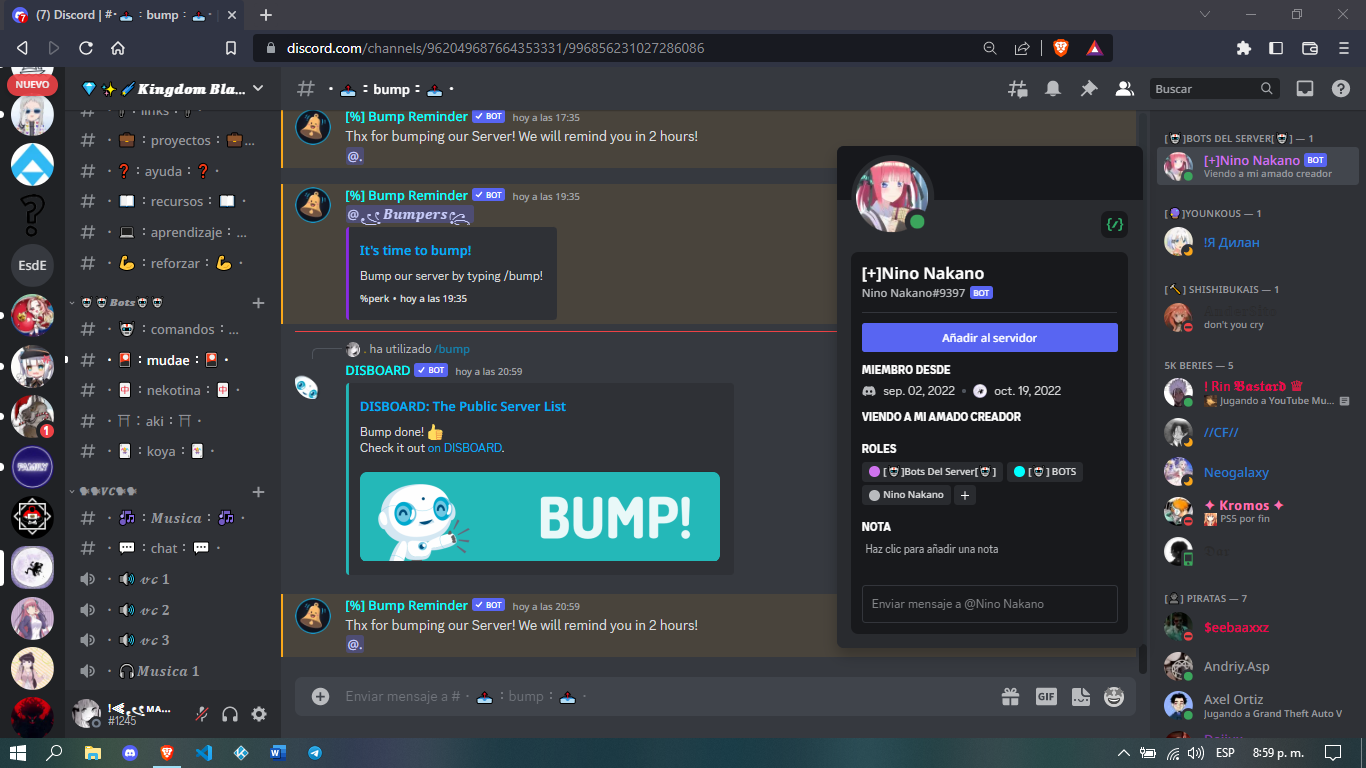 (7) Discord | # · 📥 : bump : 📥 ·
discord.com/channels/962049687664353331/996856231027286086
NUEVO
EsdE
FAMILY
1
💎 ✨ 🖌 Kingdom Bla...
# · : links : ·
# · 💼 : proyectos : 💼 ...
# · ❓ : ayuda : ❓ ·
# · 📖 : recursos : 📖 ·
# · 💻 : aprendizaje : ...
# · 💪 : reforzar : 💪 ·
Bots
# · : comandos : ...
# · 🎴 : mudae : 🎴 ·
# · 🀄 : nekotina : 🀄 ·
# · ⛩ : aki : ⛩ ·
# · 🃏 : koya : 🃏 ·
🗣🗣VC🗣🗣
# · 🎶 : Musica : 🎶 ·
# · 💬 : chat : 💬 ·
· 🔊 vc 1
· 🔊 vc 2
· 🔊 vc 3
· 🎧 Musica 1
#1245
# · 📥 : bump : 📥 ·
Buscar
[%] Bump Reminder ✓ BOT hoy a las 17:35
Thx for bumping our Server! We will remind you in 2 hours!
@.
[%] Bump Reminder ✓ BOT hoy a las 19:35
@ Bumpers
It's time to bump!
Bump our server by typing /bump!
%perk • hoy a las 19:35
. ha utilizado /bump
DISBOARD ✓ BOT hoy a las 20:59
DISBOARD: The Public Server List
Bump done! 👍
Check it out on DISBOARD.
BUMP!
[%] Bump Reminder ✓ BOT hoy a las 20:59
Thx for bumping our Server! We will remind you in 2 hours!
@.
Enviar mensaje a # · 📥 : bump : 📥 ·
GIF
{/}
[+]Nino Nakano
Nino Nakano#9397 BOT
Añadir al servidor
MIEMBRO DESDE
sep. 02, 2022 • oct. 19, 2022
VIENDO A MI AMADO CREADOR
ROLES
[💀]Bots Del Server[💀]
[💀] BOTS
Nino Nakano
+
NOTA
Haz clic para añadir una nota
Enviar mensaje a @Nino Nakano
[💀]BOTS DEL SERVER[💀] — 1
[+]Nino Nakano BOT
Viendo a mi amado creador
[🔮]YOUNKOUS — 1
!Я Дилан
[🔨] SHISHIBUKAIS — 1
don't you cry
SK BERIES — 5
! Rin Bastard ♕
Jugando a YouTube Mu...
//CF//
Neogalaxy
✦ Kromos ✦
PS5 por fin
[☠] PIRATAS — 7
$eebaaxxz
Andriy.Asp
Axel Ortiz
Jugando a Grand Theft Auto V
ESP
8:59 p. m.